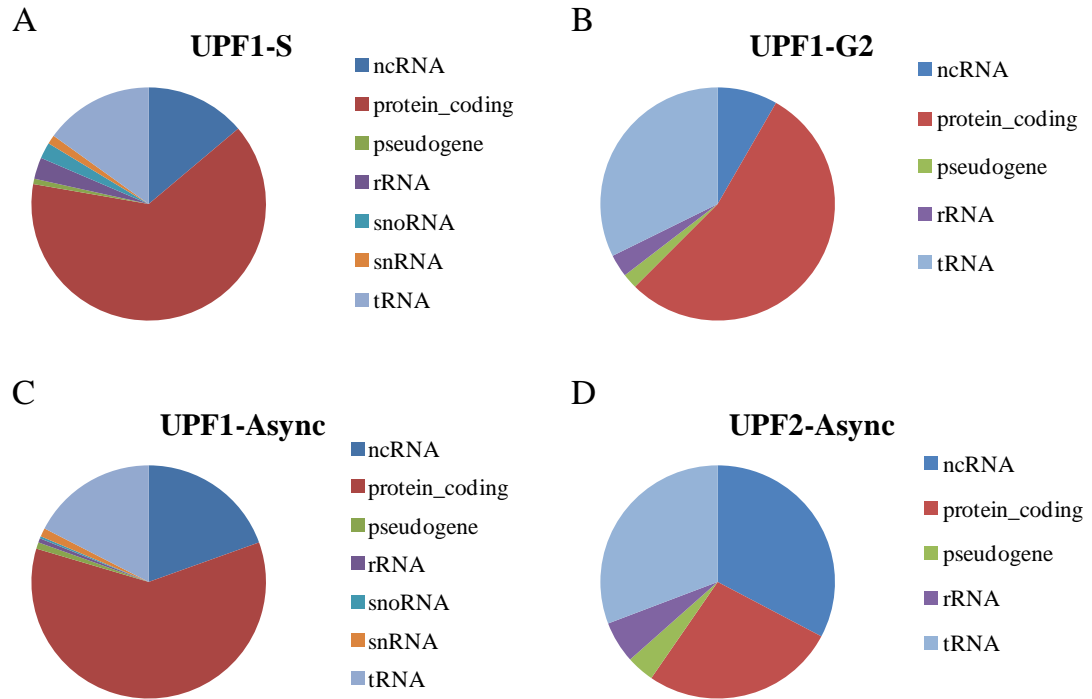 A
UPF1-S
ncRNA
protein_coding
pseudogene
rRNA
snoRNA
snRNA
tRNA
B
UPF1-G2
ncRNA
protein_coding
pseudogene
rRNA
tRNA
C
UPF1-Async
ncRNA
protein_coding
pseudogene
rRNA
snoRNA
snRNA
tRNA
D
UPF2-Async
ncRNA
protein_coding
pseudogene
rRNA
tRNA